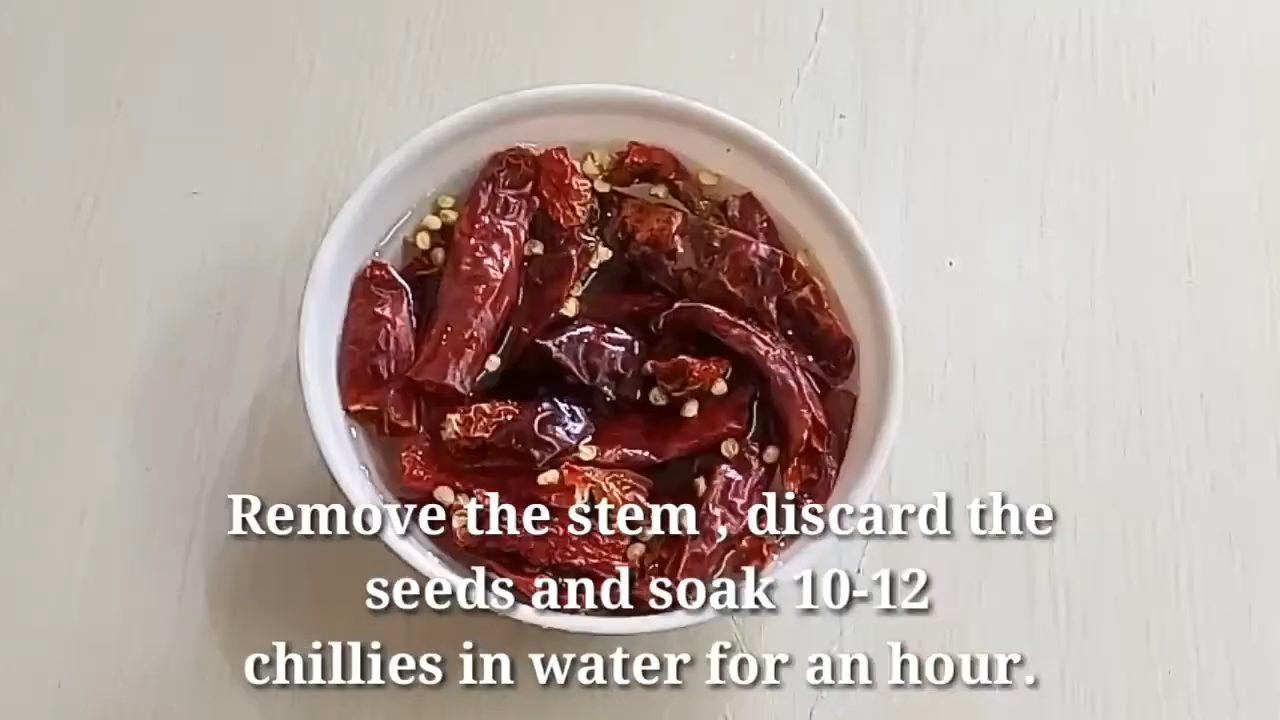 Remove the stem , discard the
seeds and soak 10-12
chillies in water for an hour.